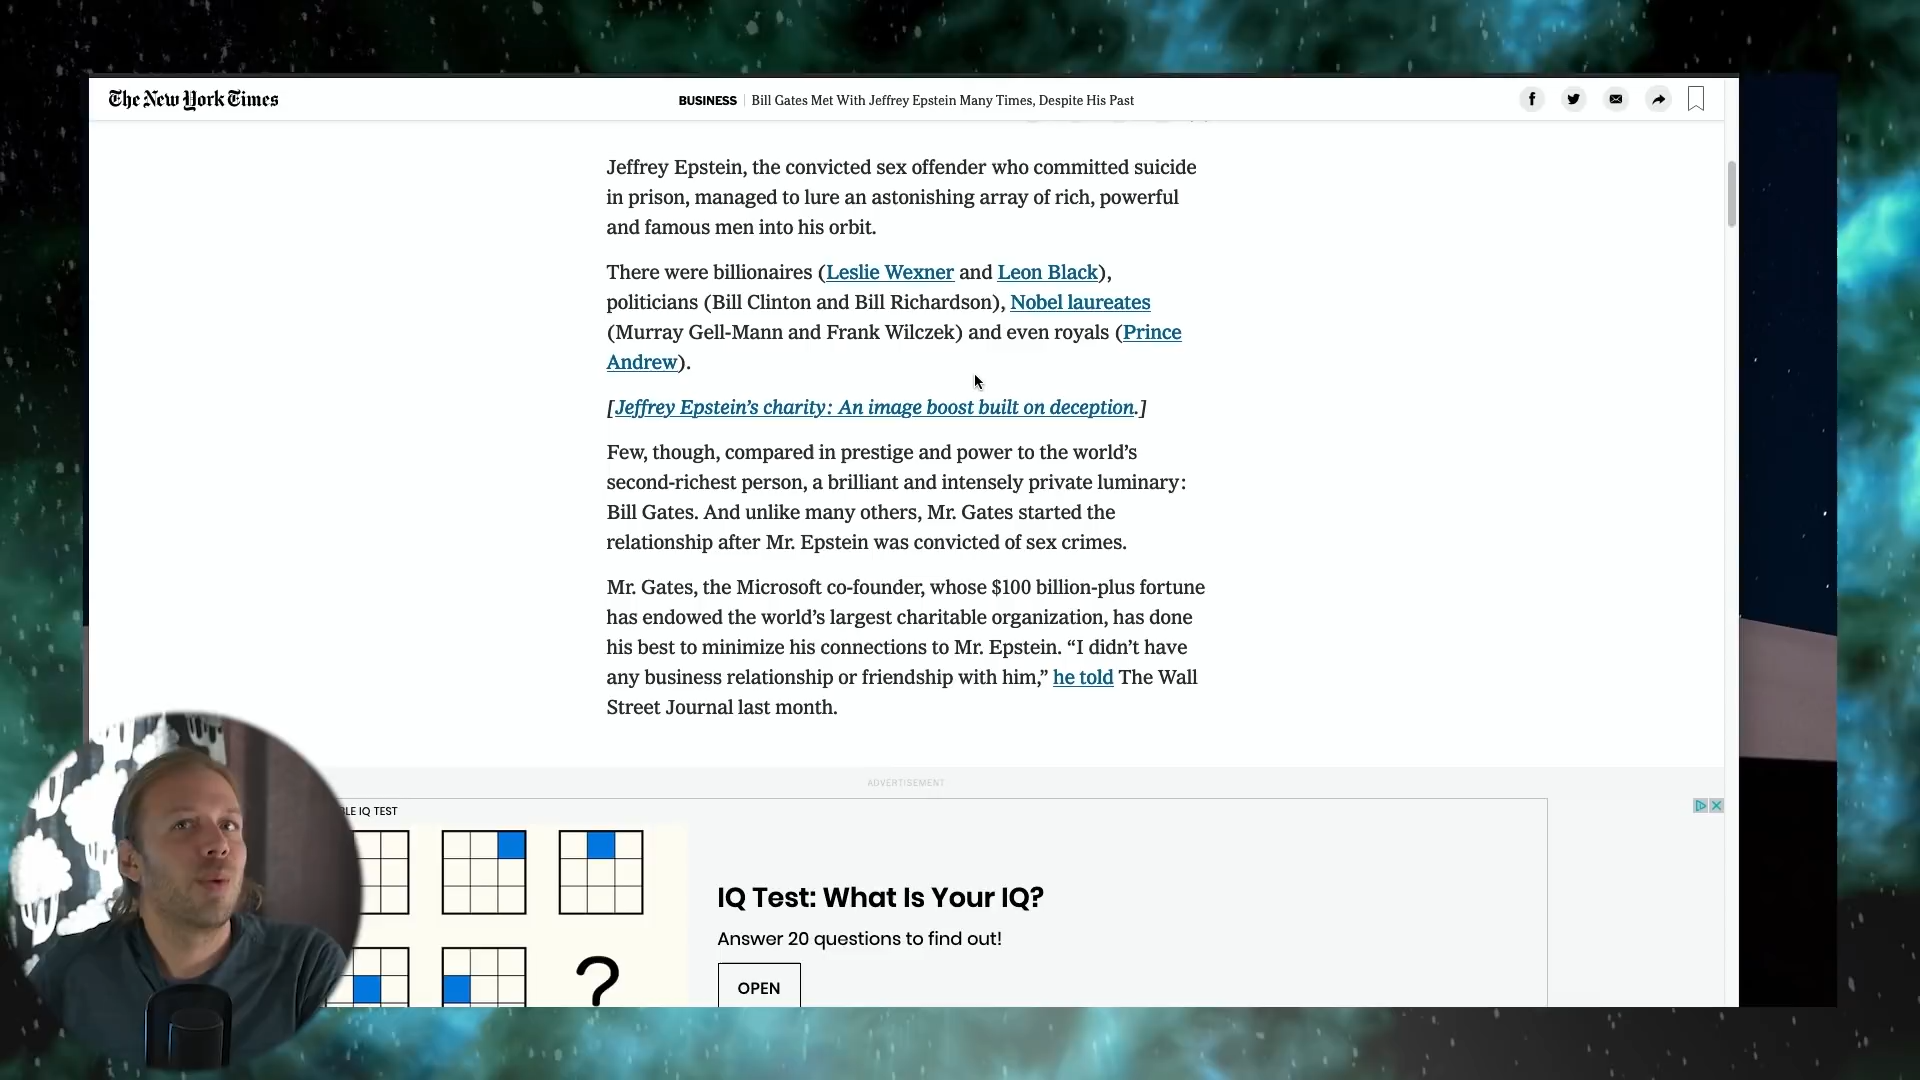 The New York Times
BUSINESS | Bill Gates Met With Jeffrey Epstein Many Times, Despite His Past
Jeffrey Epstein, the convicted sex offender who committed suicide
in prison, managed to lure an astonishing array of rich, powerful
and famous men into his orbit.
There were billionaires (Leslie Wexner and Leon Black),
politicians (Bill Clinton and Bill Richardson), Nobel laureates
(Murray Gell-Mann and Frank Wilczek) and even royals (Prince
Andrew).
[Jeffrey Epstein’s charity: An image boost built on deception.]
Few, though, compared in prestige and power to the world’s
second-richest person, a brilliant and intensely private luminary:
Bill Gates. And unlike many others, Mr. Gates started the
relationship after Mr. Epstein was convicted of sex crimes.
Mr. Gates, the Microsoft co-founder, whose $100 billion-plus fortune
has endowed the world’s largest charitable organization, has done
his best to minimize his connections to Mr. Epstein. “I didn’t have
any business relationship or friendship with him,” he told The Wall
Street Journal last month.
ADVERTISEMENT
IQ TEST
?
IQ Test: What Is Your IQ?
Answer 20 questions to find out!
OPEN